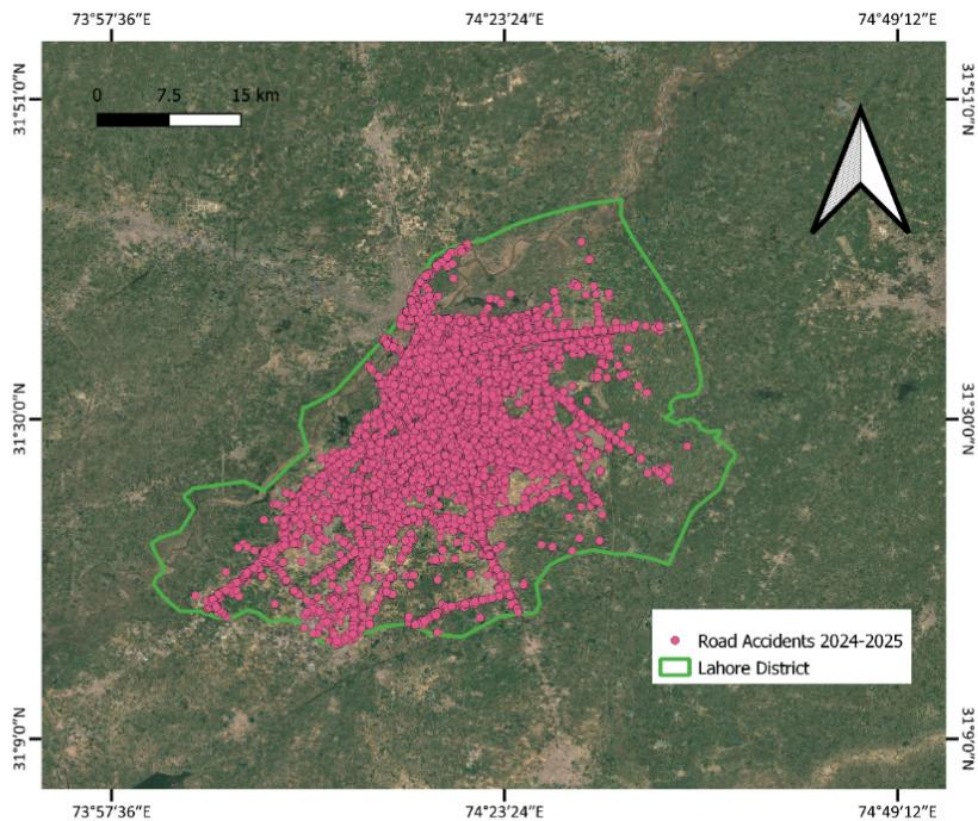 73°57′36″E 74°23′24″E 74°49′12″E
31°51′0″N 31°51′0″N
0 7.5 15 km
31°30′0″N 31°30′0″N
Road Accidents 2024-2025
Lahore District
31°9′0″N 31°9′0″N
73°57′36″E 74°23′24″E 74°49′12″E